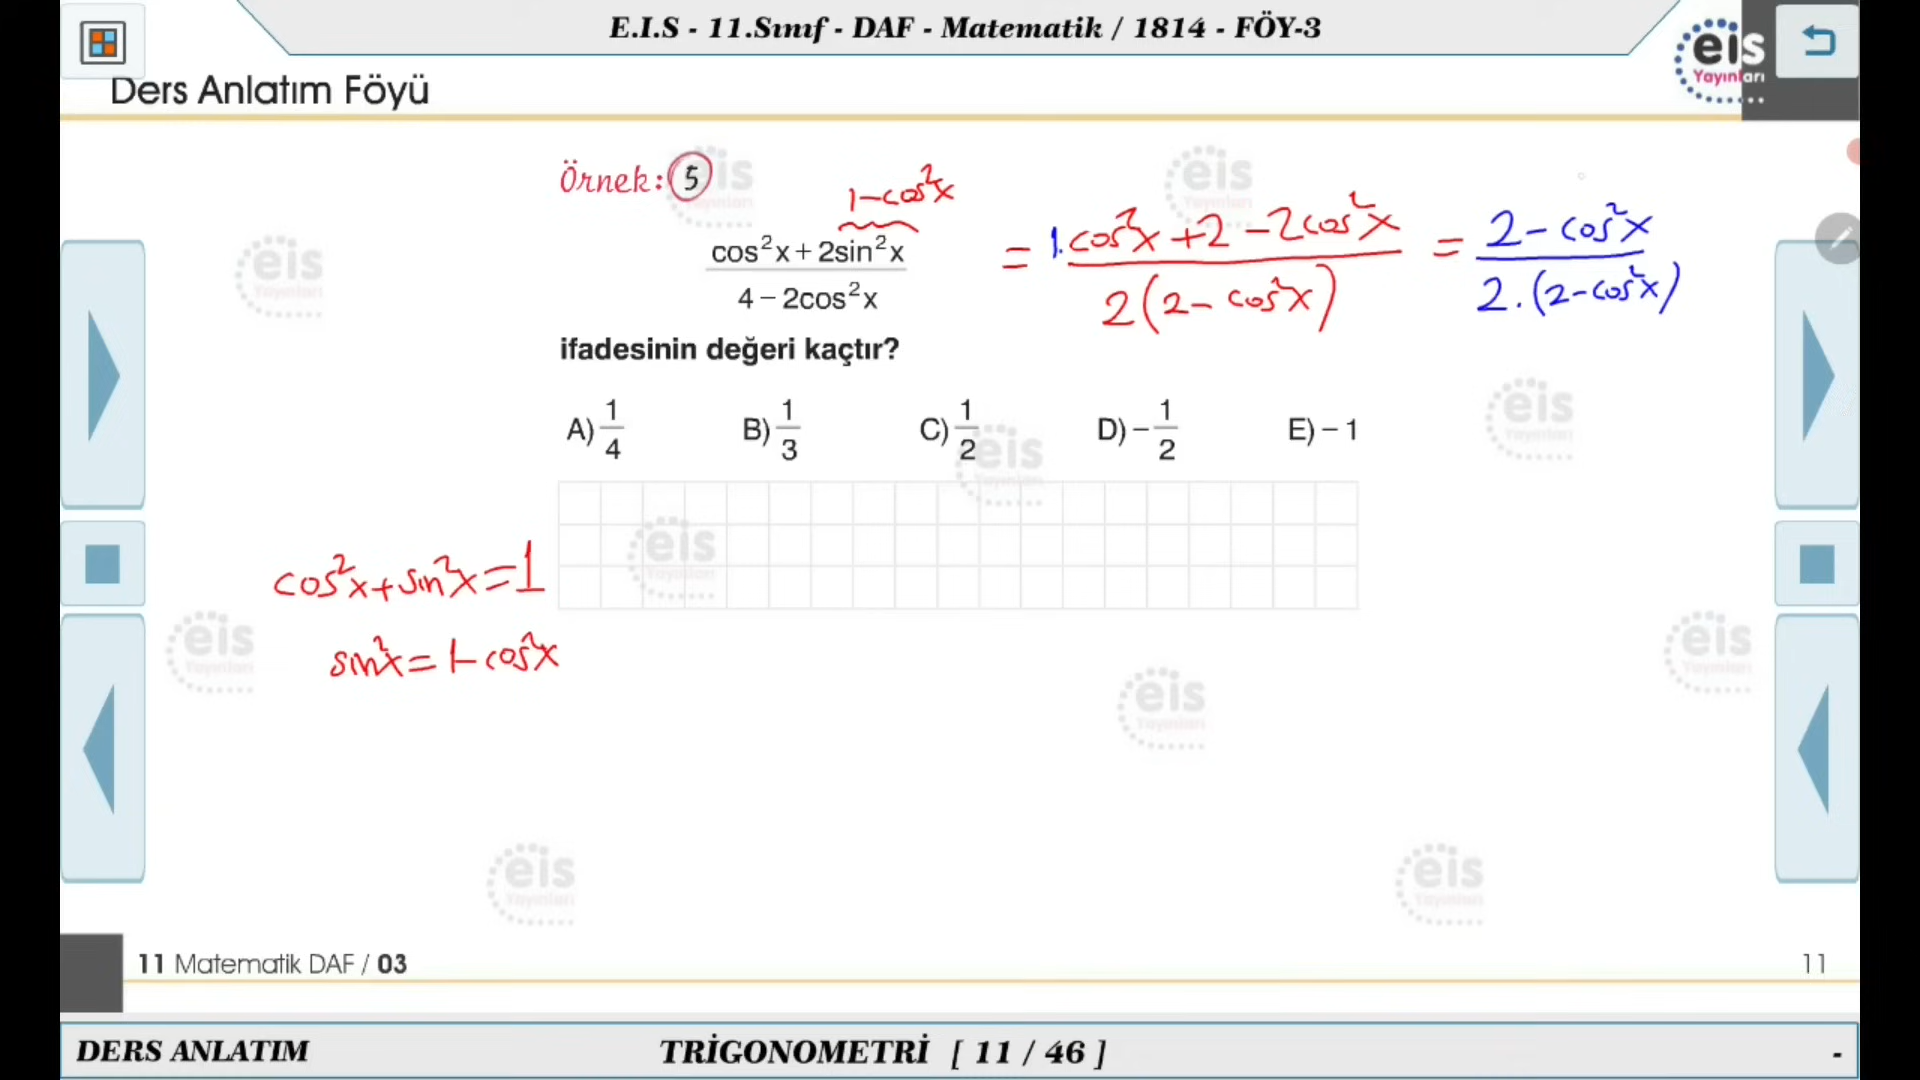 E.I.S - 11.Sınıf - DAF - Matematik / 1814 - FÖY-3
eis
Yayınları
Ders Anlatım Föyü
Örnek: 5
1-cos²x
cos²x + 2sin²x
4 – 2cos²x
= 1.cos²x + 2 - 2cos²x
2(2 - cos²x)
= 2 - cos²x
2.(2-cos²x)
ifadesinin değeri kaçtır?
A) 1/4 B) 1/3 C) 1/2 D) – 1/2 E) – 1
cos²x + sin²x = 1
sin²x = 1 - cos²x
11 Matematik DAF / 03
11
DERS ANLATIM
TRİGONOMETRİ [ 11 / 46 ]
-